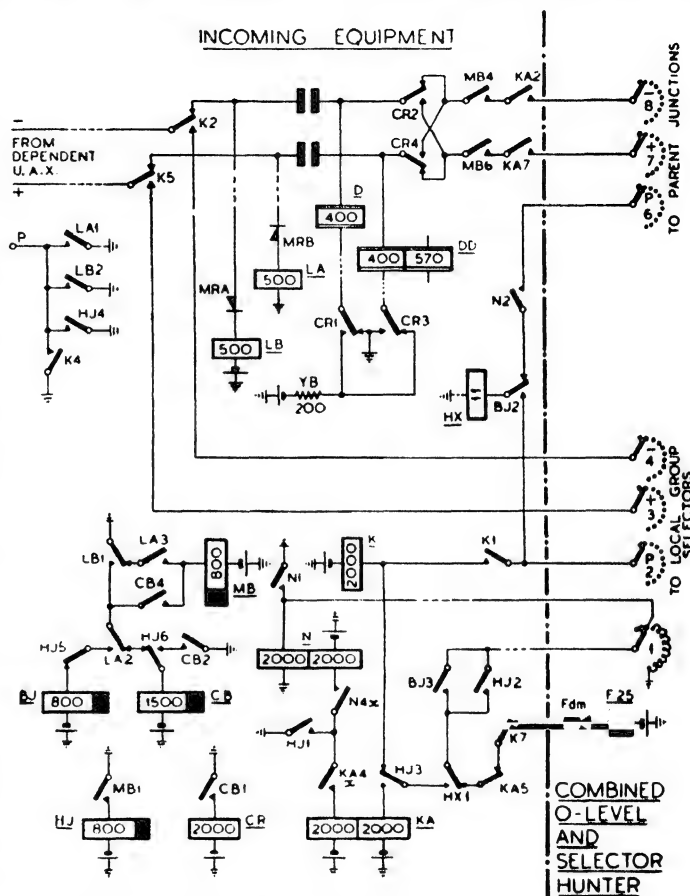 INCOMING EQUIPMENT
−
FROM
DEPENDENT
U.A.X.
+
K2
K5
CR2
CR4
MB4
KA2
MB6
KA7
−
8
+
7
P
6
TO PARENT JUNCTIONS
P
LA1
LB2
HJ4
K4
MRA
MRB
500
LA
500
LB
D
400
DD
400
570
CR1
CR3
YB
200
N2
BJ2
HX
−
4
+
3
P
2
TO LOCAL GROUP
SELECTORS
LB1
LA3
CB4
800
MB
N1
K
2000
K1
HJ5
LA2
HJ6
CB2
N
2000
2000
BJ
800
1500
CB
N4x
HJ1
KA4
x
BJ3
HJ2
1
HJ3
HX1
KA5
K7
Fdm
F.25
MB1
CB1
HJ
800
2000
CR
2000
2000
KA
COMBINED
O-LEVEL
AND
SELECTOR
HUNTER